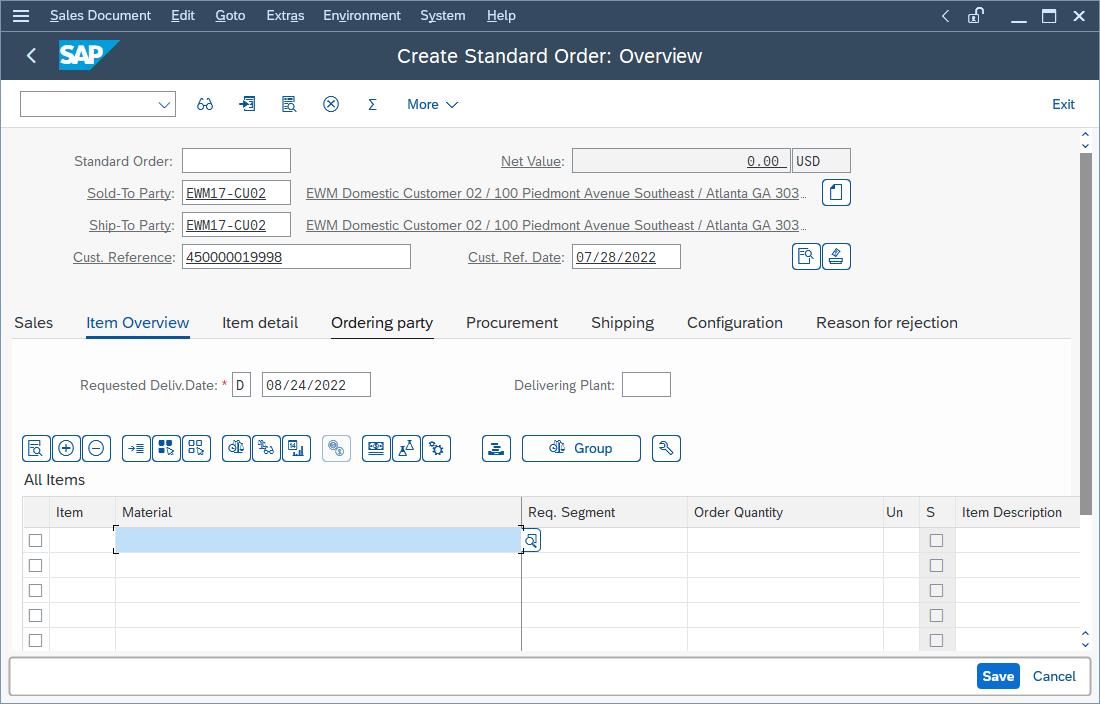 Sales Document Edit Goto Extras Environment System Help
SAP Create Standard Order: Overview
More Exit
Standard Order: Net Value: 0.00 USD
Sold-To Party: EWM17-CU02 EWM Domestic Customer 02 / 100 Piedmont Avenue Southeast / Atlanta GA 303...
Ship-To Party: EWM17-CU02 EWM Domestic Customer 02 / 100 Piedmont Avenue Southeast / Atlanta GA 303...
Cust. Reference: 450000019998 Cust. Ref. Date: 07/28/2022
Sales Item Overview Item detail Ordering party Procurement Shipping Configuration Reason for rejection
Requested Deliv.Date: * D 08/24/2022 Delivering Plant:
Group
All Items
Item Material Req. Segment Order Quantity Un S Item Description
Save Cancel